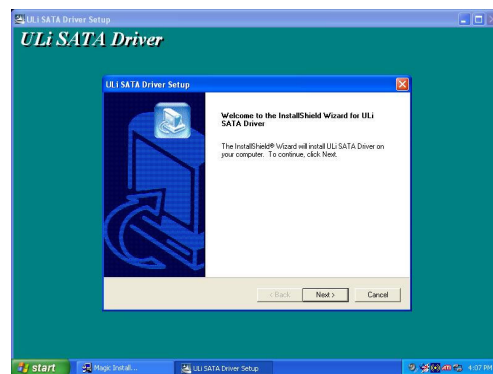 ULi SATA Driver Setup
ULi SATA Driver
ULi SATA Driver Setup
Welcome to the InstallShield Wizard for ULi
SATA Driver
The InstallShield® Wizard will install ULi SATA Driver on
your computer. To continue, click Next.
< Back
Next >
Cancel
start
Magic Install...
ULi SATA Driver Setup
4:07 PM